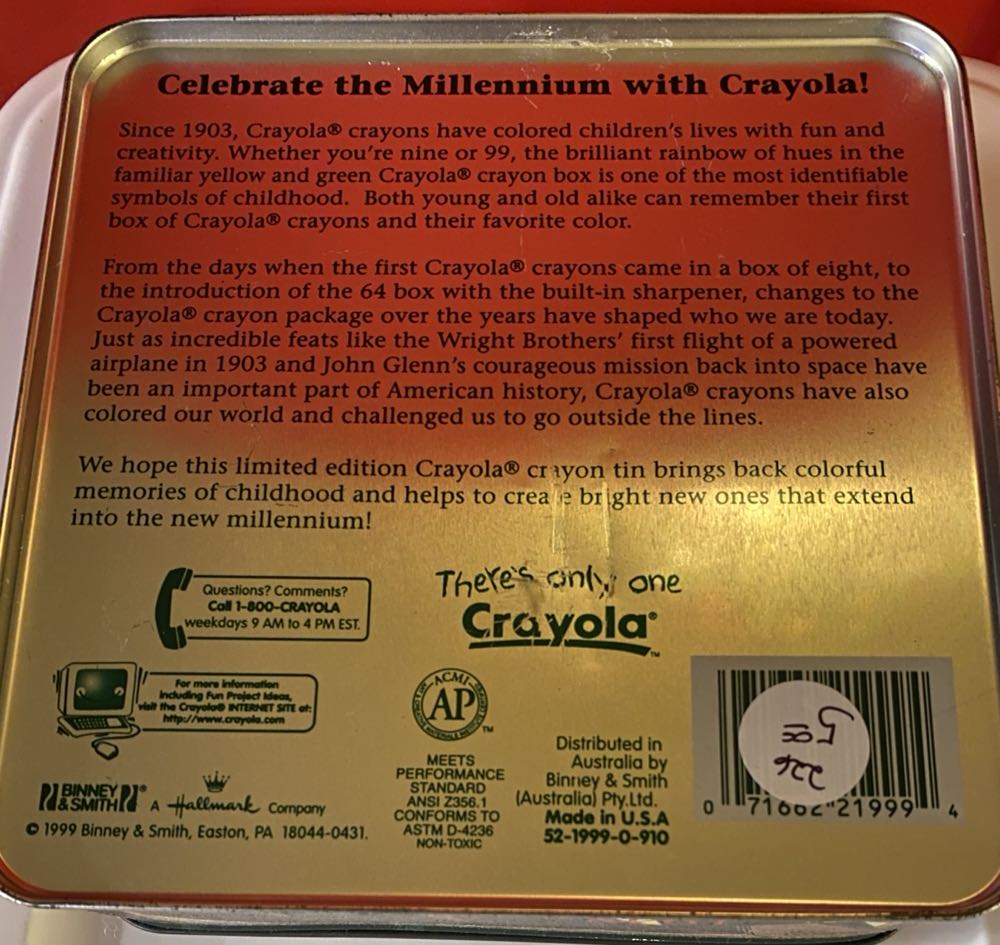 Celebrate the Millennium with Crayola!
Since 1903, Crayola® crayons have colored children's lives with fun and
creativity. Whether you're nine or 99, the brilliant rainbow of hues in the
familiar yellow and green Crayola® crayon box is one of the most identifiable
symbols of childhood. Both young and old alike can remember their first
box of Crayola® crayons and their favorite color.
From the days when the first Crayola® crayons came in a box of eight, to
the introduction of the 64 box with the built-in sharpener, changes to the
Crayola® crayon package over the years have shaped who we are today.
Just as incredible feats like the Wright Brothers' first flight of a powered
airplane in 1903 and John Glenn's courageous mission back into space have
been an important part of American history, Crayola® crayons have also
colored our world and challenged us to go outside the lines.
We hope this limited edition Crayola® crayon tin brings back colorful
memories of childhood and helps to create bright new ones that extend
into the new millennium!
Questions? Comments?
Call 1-800-CRAYOLA
weekdays 9 AM to 4 PM EST.
There's only one
Crayola®™
For more information
including Fun Project Ideas,
visit the Crayola® INTERNET SITE at:
http://www.crayola.com
ACMI
AP
™
BINNEY
& SMITH®
A Hallmark Company
© 1999 Binney & Smith, Easton, PA 18044-0431.
MEETS
PERFORMANCE
STANDARD
ANSI Z356.1
CONFORMS TO
ASTM D-4236
NON-TOXIC
Distributed in
Australia by
Binney & Smith
(Australia) Pty.Ltd.
Made in U.S.A
52-1999-0-910
5.00
226
0 71662 21999 4